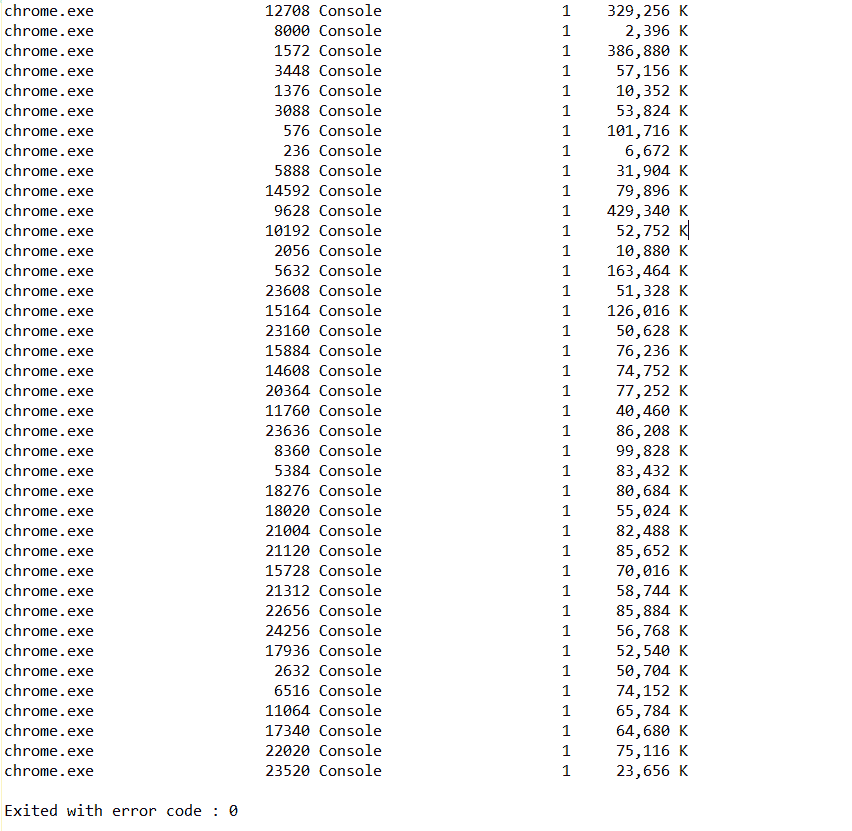 chrome.exe 12708 Console 1 329,256 K
chrome.exe 8000 Console 1 2,396 K
chrome.exe 1572 Console 1 386,880 K
chrome.exe 3448 Console 1 57,156 K
chrome.exe 1376 Console 1 10,352 K
chrome.exe 3088 Console 1 53,824 K
chrome.exe 576 Console 1 101,716 K
chrome.exe 236 Console 1 6,672 K
chrome.exe 5888 Console 1 31,904 K
chrome.exe 14592 Console 1 79,896 K
chrome.exe 9628 Console 1 429,340 K
chrome.exe 10192 Console 1 52,752 K
chrome.exe 2056 Console 1 10,880 K
chrome.exe 5632 Console 1 163,464 K
chrome.exe 23608 Console 1 51,328 K
chrome.exe 15164 Console 1 126,016 K
chrome.exe 23160 Console 1 50,628 K
chrome.exe 15884 Console 1 76,236 K
chrome.exe 14608 Console 1 74,752 K
chrome.exe 20364 Console 1 77,252 K
chrome.exe 11760 Console 1 40,460 K
chrome.exe 23636 Console 1 86,208 K
chrome.exe 8360 Console 1 99,828 K
chrome.exe 5384 Console 1 83,432 K
chrome.exe 18276 Console 1 80,684 K
chrome.exe 18020 Console 1 55,024 K
chrome.exe 21004 Console 1 82,488 K
chrome.exe 21120 Console 1 85,652 K
chrome.exe 15728 Console 1 70,016 K
chrome.exe 21312 Console 1 58,744 K
chrome.exe 22656 Console 1 85,884 K
chrome.exe 24256 Console 1 56,768 K
chrome.exe 17936 Console 1 52,540 K
chrome.exe 2632 Console 1 50,704 K
chrome.exe 6516 Console 1 74,152 K
chrome.exe 11064 Console 1 65,784 K
chrome.exe 17340 Console 1 64,680 K
chrome.exe 22020 Console 1 75,116 K
chrome.exe 23520 Console 1 23,656 K
Exited with error code : 0